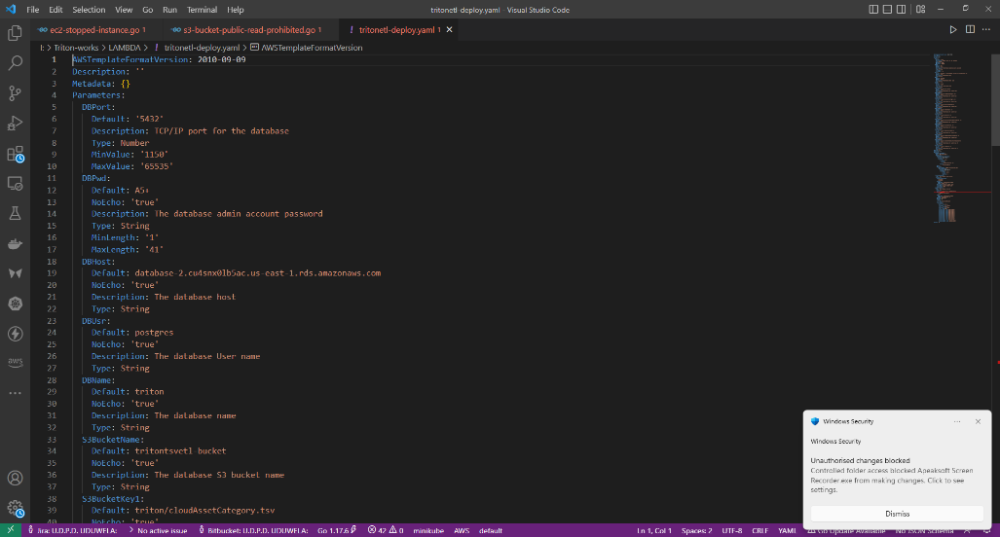 File Edit Selection View Go Run Terminal Help tritonetl-deploy.yaml - Visual Studio Code
ec2-stopped-instance.go 1 s3-bucket-public-read-prohibited.go 1 ! tritonetl-deploy.yaml 1
I: > Triton-works > LAMBDA > ! tritonetl-deploy.yaml > AWSTemplateFormatVersion
1 AWSTemplateFormatVersion: 2010-09-09
2 Description: ''
3 Metadata: {}
4 Parameters:
5 DBPort:
6 Default: '5432'
7 Description: TCP/IP port for the database
8 Type: Number
9 MinValue: '1150'
10 MaxValue: '65535'
11 DBPwd:
12 Default: A5+
13 NoEcho: 'true'
14 Description: The database admin account password
15 Type: String
16 MinLength: '1'
17 MaxLength: '41'
18 DBHost:
19 Default: database-2.cu4snx0lb5ac.us-east-1.rds.amazonaws.com
20 NoEcho: 'true'
21 Description: The database host
22 Type: String
23 DBUsr:
24 Default: postgres
25 NoEcho: 'true'
26 Description: The database User name
27 Type: String
28 DBName:
29 Default: triton
30 NoEcho: 'true'
31 Description: The database name
32 Type: String
33 S3BucketName:
34 Default: tritontsvetl bucket
35 NoEcho: 'true'
36 Description: The database S3 bucket name
37 Type: String
38 S3BucketKey1:
39 Default: triton/cloudAssetCategory.tsv
40 NoEcho: 'true'
aws
Windows Security
Windows Security
Unauthorised changes blocked
Controlled folder access blocked Apeaksoft Screen
Recorder.exe from making changes. Click to see
settings.
Dismiss
Jira: U.D.P.D. UDUWELA: > No active issue Bitbucket: U.D.P.D. UDUWELA: Go 1.17.6 42 0 minikube AWS default Ln 1, Col 1 Spaces: 2 UTF-8 CRLF YAML Go Update Available No JSON Schema